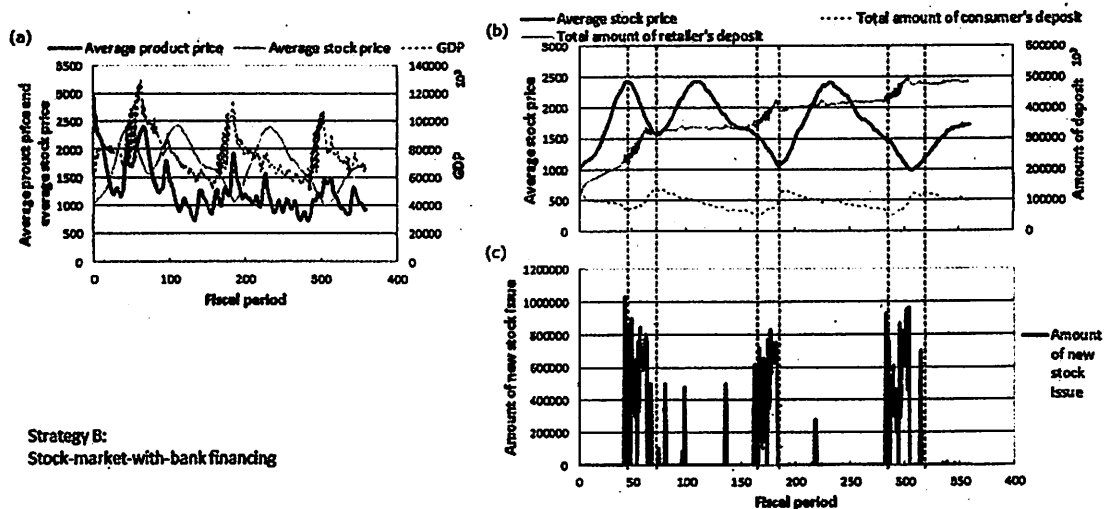 (a)
Average product price Average stock price GDP
Average product price and
average stock price
3500
3000
2500
2000
1500
1000
500
0
140000
120000
100000
80000
60000
40000
20000
0
10³
GDP
0 100 200 300 400
Fiscal period
Strategy B:
Stock-market-with-bank financing
(b)
Average stock price Total amount of consumer's deposit
Total amount of retailer's deposit
Average stock price
3000
2500
2000
1500
1000
500
0
600000
500000
400000
300000
200000
100000
0
10³
Amount of deposit
(c)
Amount of new stock issue
1200000
1000000
800000
600000
400000
200000
0
0 50 100 150 200 250 300 350 400
Fiscal period
Amount
of new
stock
issue